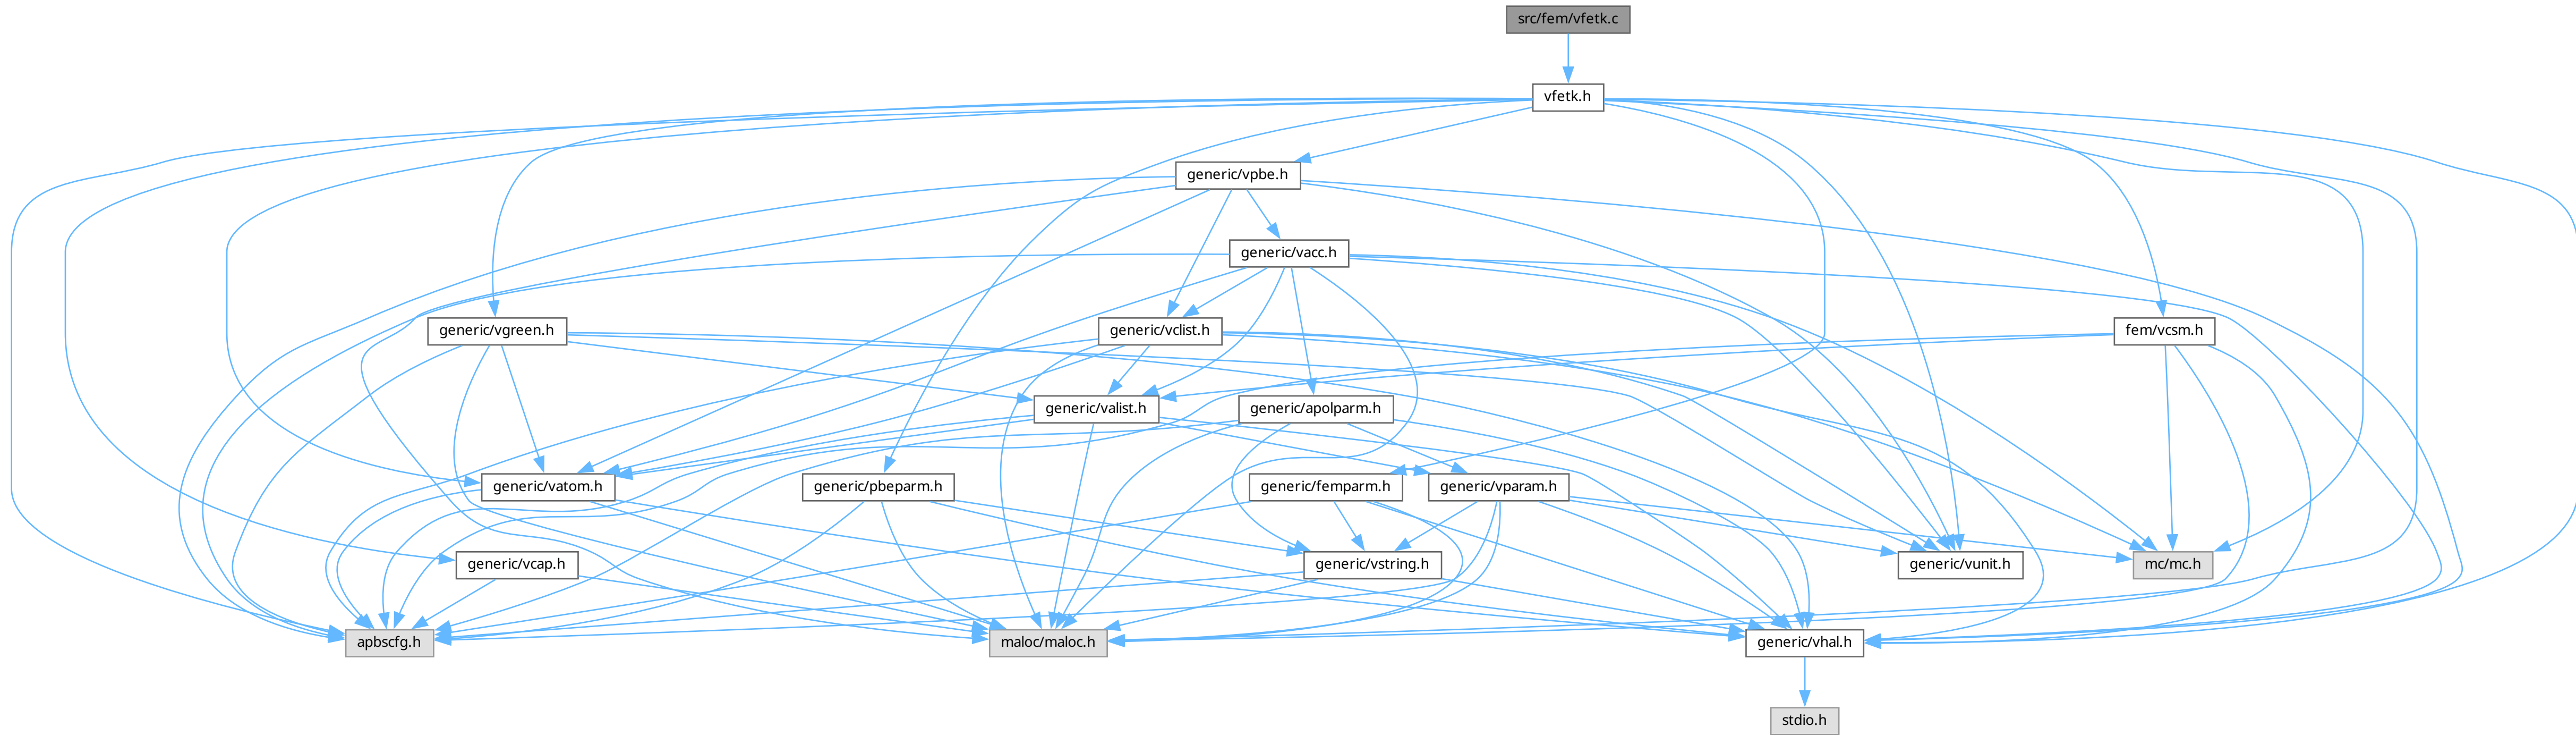 src/fem/vfetk.c
vfetk.h
generic/vpbe.h
generic/vacc.h
generic/vgreen.h
generic/vclist.h
fem/vcsm.h
generic/valist.h
generic/apolparm.h
generic/vatom.h
generic/pbeparm.h
generic/femparm.h
generic/vparam.h
generic/vcap.h
generic/vstring.h
generic/vunit.h
mc/mc.h
apbscfg.h
maloc/maloc.h
generic/vhal.h
stdio.h